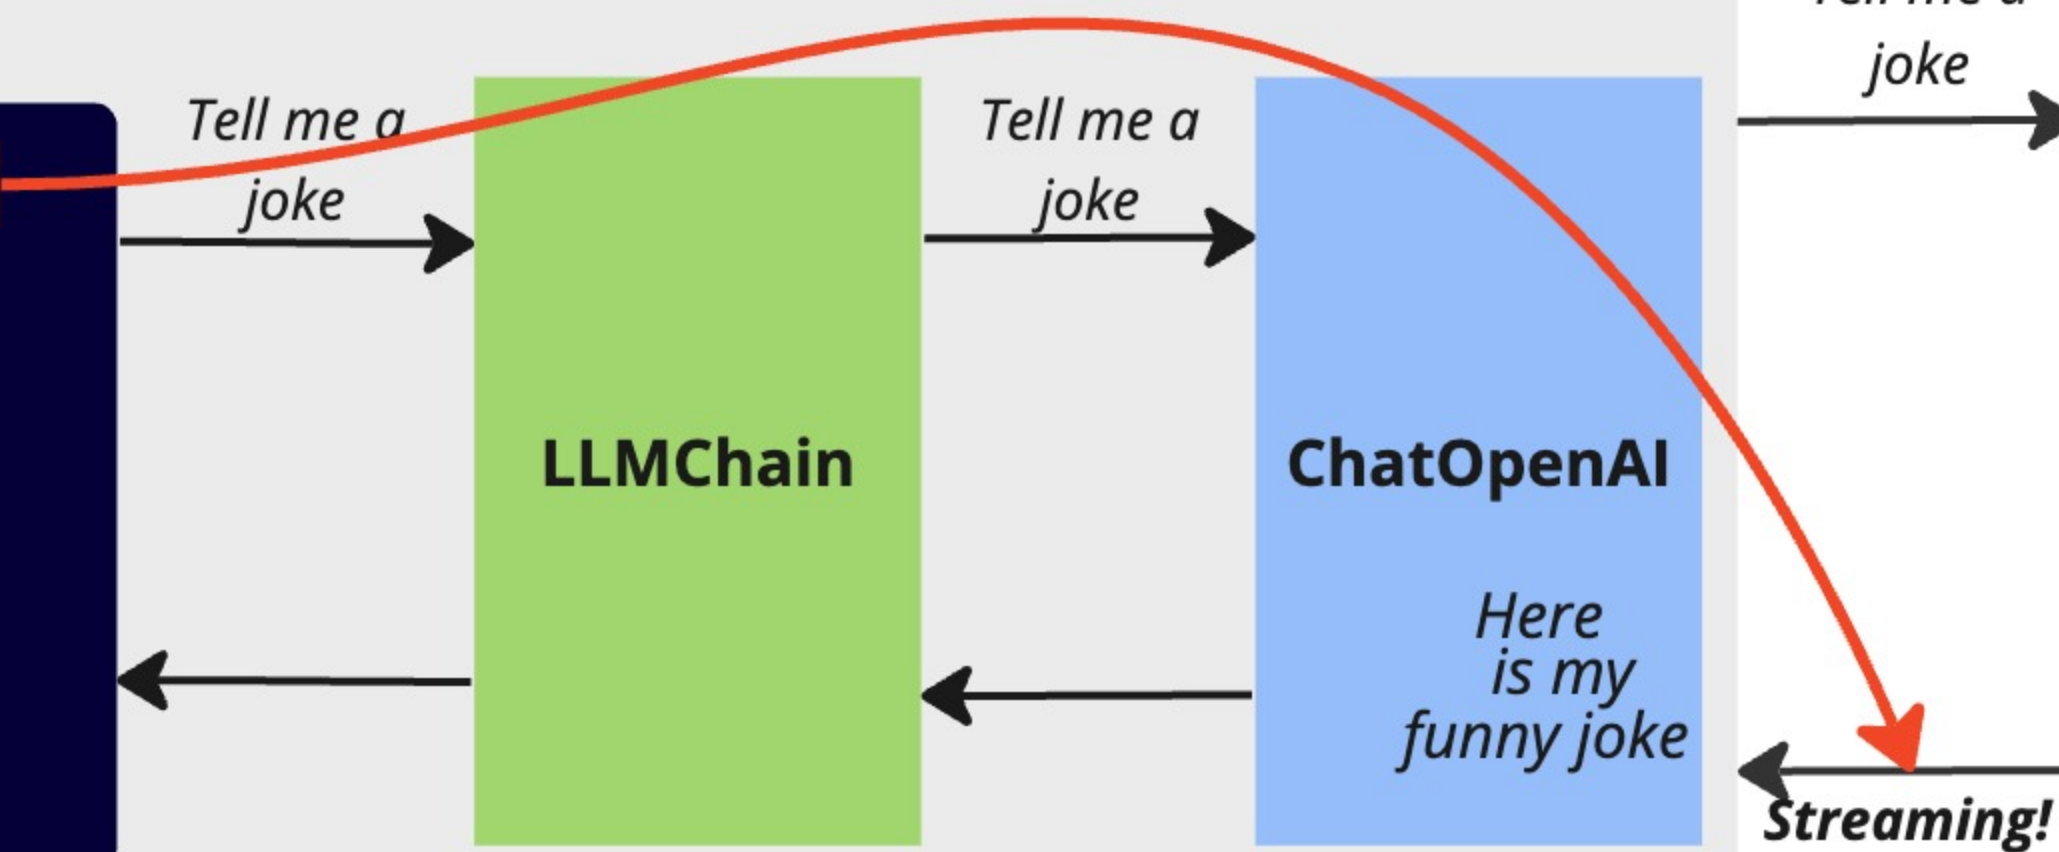 Tell me a
joke
Tell me a
joke
Tell me a
joke
LLMChain
ChatOpenAI
Here
is my
funny joke
Streaming!